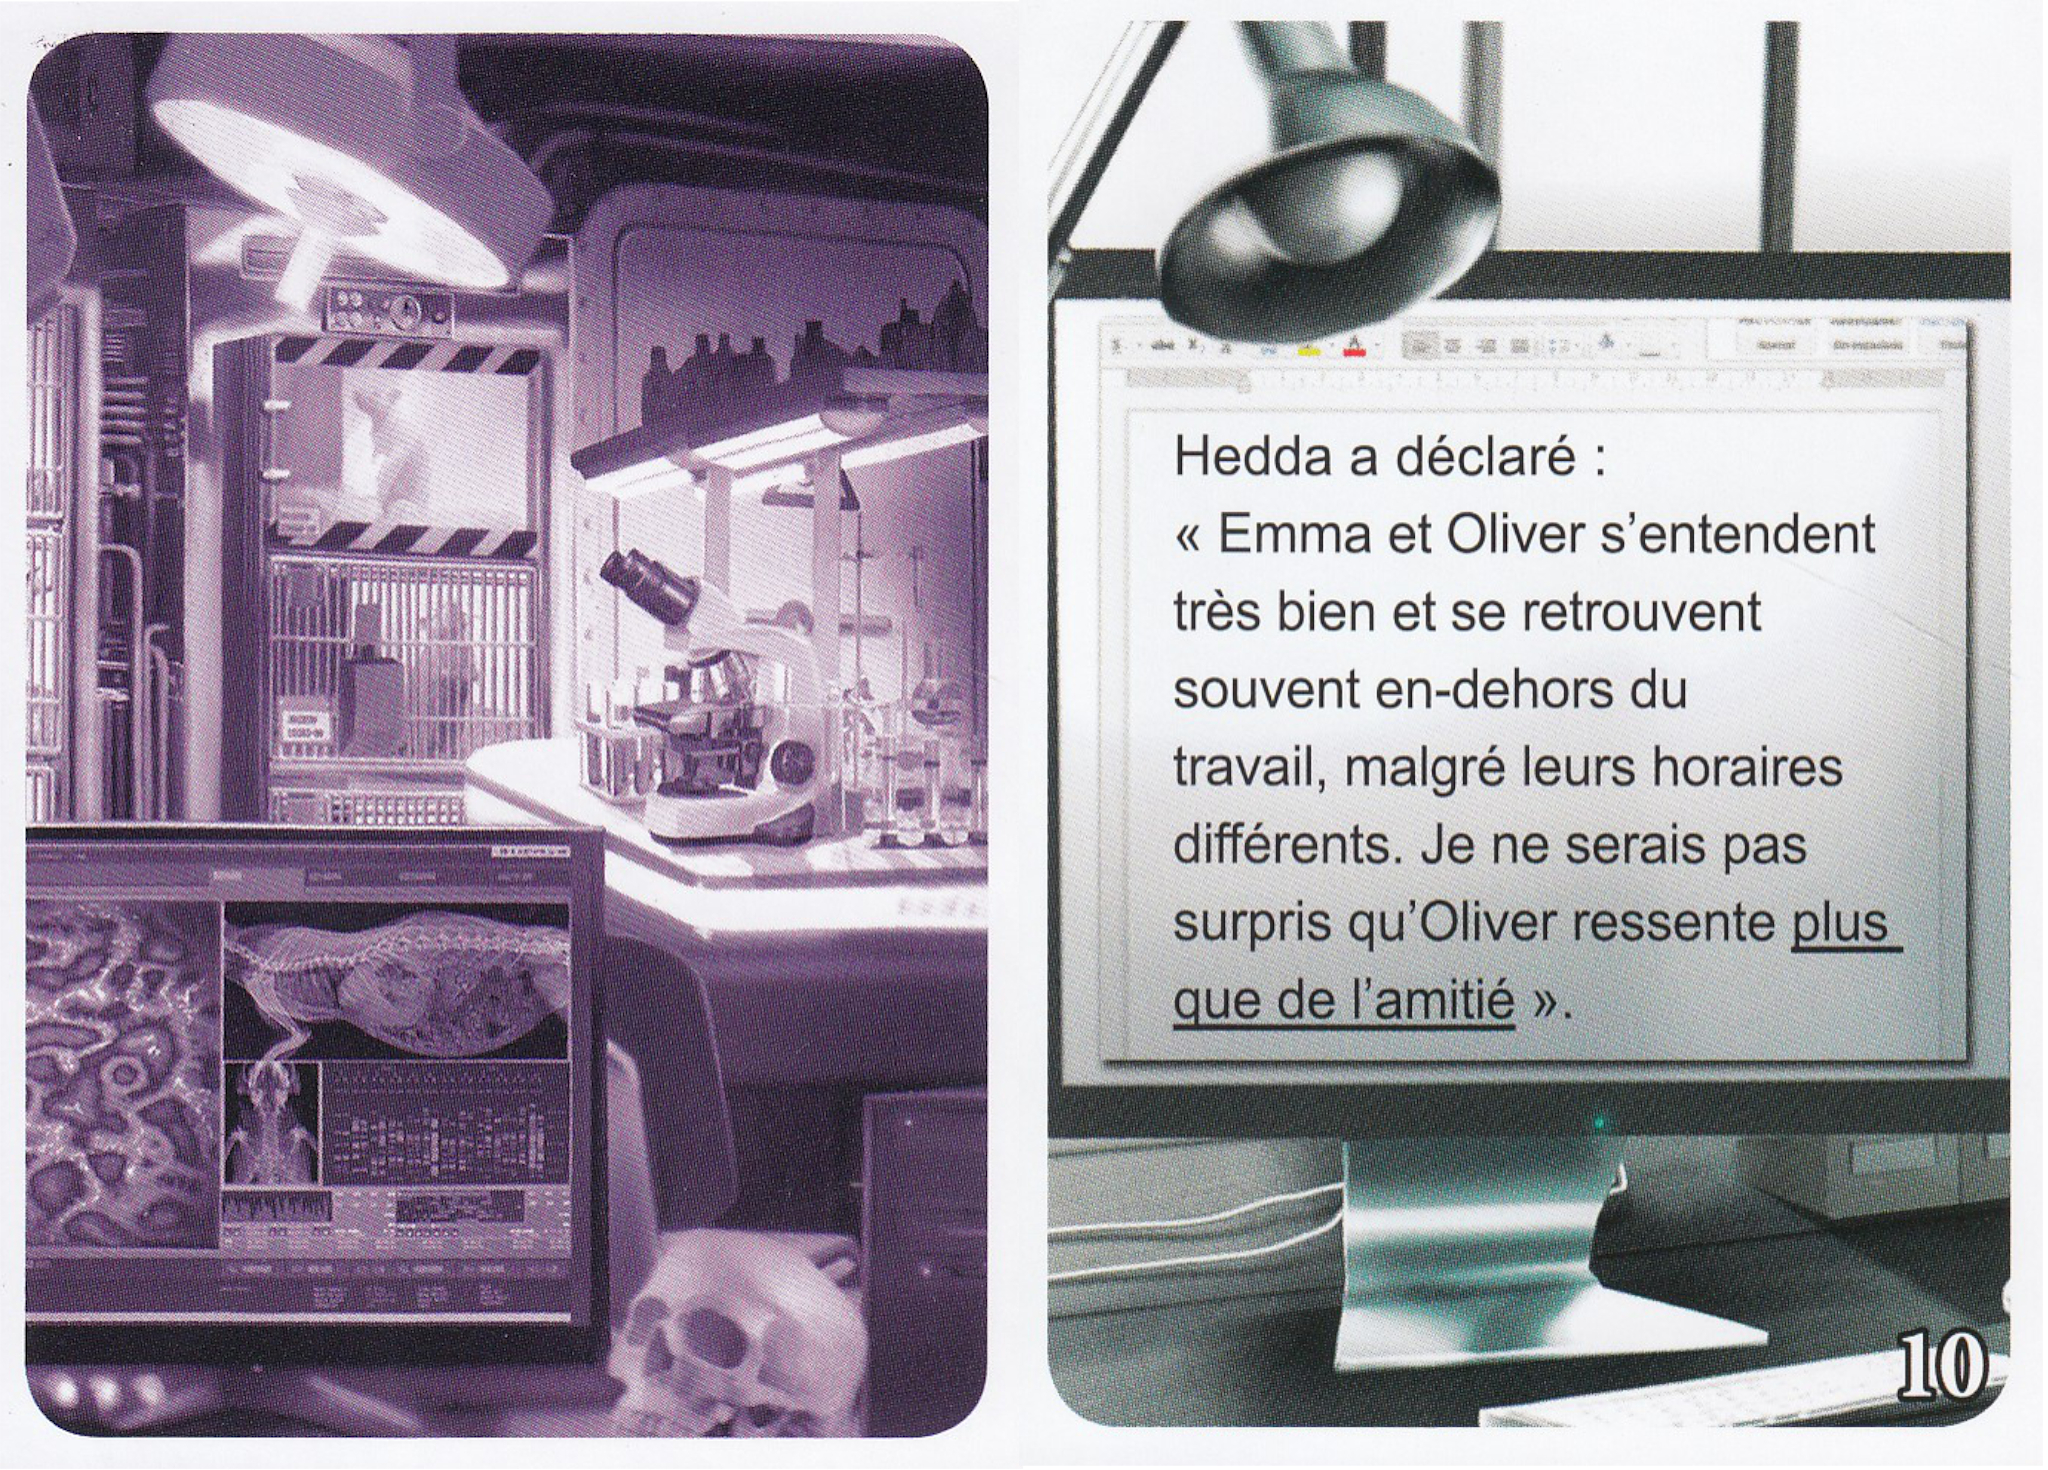 Hedda a déclaré :
« Emma et Oliver s’entendent
très bien et se retrouvent
souvent en-dehors du
travail, malgré leurs horaires
différents. Je ne serais pas
surpris qu’Oliver ressente plus
que de l’amitié ».
10